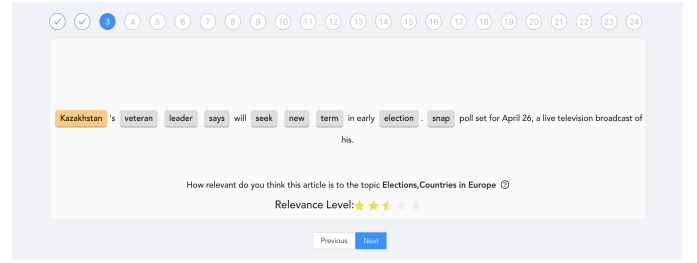 3 4 5 6 7 8 9 10 11 12 13 14 15 16 17 18 19 20 21 22 23 24
Kazakhstan 's veteran leader says will seek new term in early election . snap poll set for April 26, a live television broadcast of
his.
How relevant do you think this article is to the topic Elections,Countries in Europe ?
Relevance Level:
Previous Next